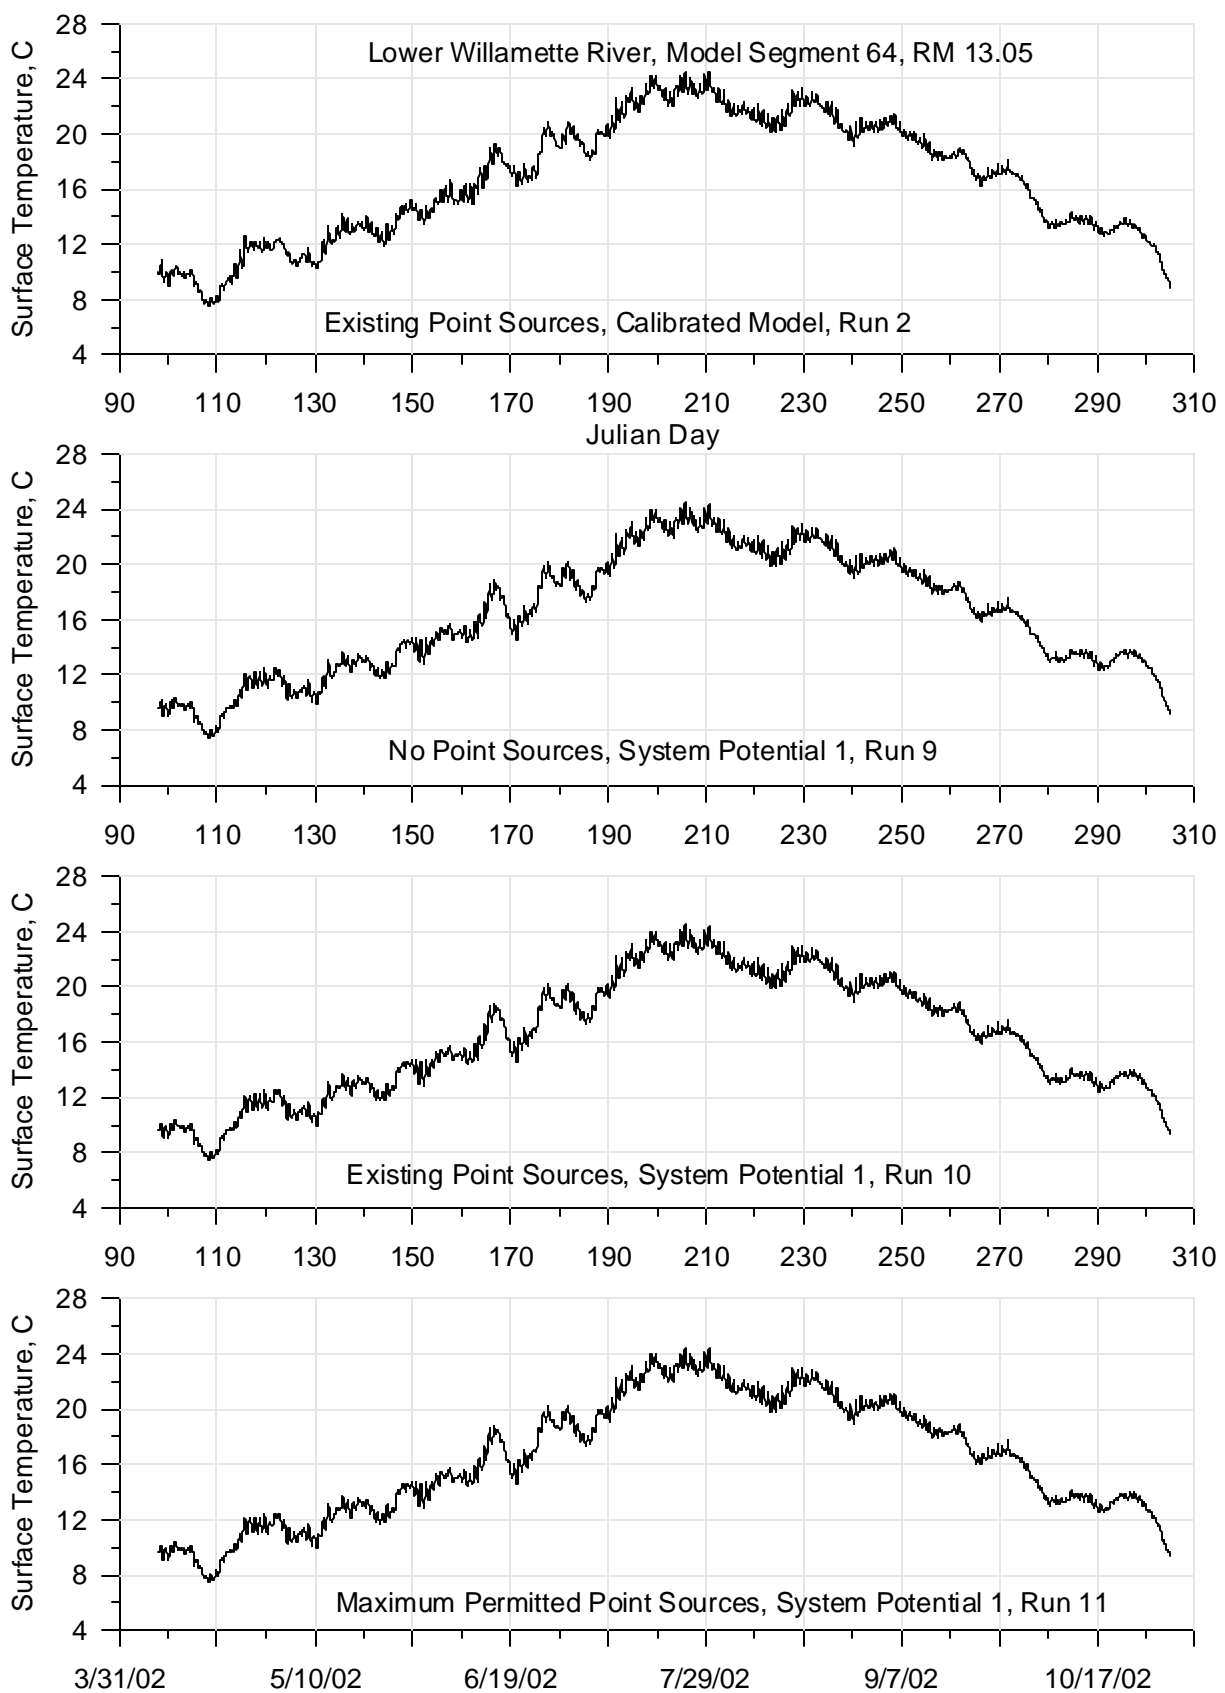 28
Lower Willamette River, Model Segment 64, RM 13.05
24
20
16
12
8
Existing Point Sources, Calibrated Model, Run 2
4
Surface Temperature, C
90 110 130 150 170 190 210 230 250 270 290 310
Julian Day
28
24
20
16
12
8
No Point Sources, System Potential 1, Run 9
4
Surface Temperature, C
90 110 130 150 170 190 210 230 250 270 290 310
28
24
20
16
12
8
Existing Point Sources, System Potential 1, Run 10
4
Surface Temperature, C
90 110 130 150 170 190 210 230 250 270 290 310
28
24
20
16
12
8
Maximum Permitted Point Sources, System Potential 1, Run 11
4
Surface Temperature, C
3/31/02 5/10/02 6/19/02 7/29/02 9/7/02 10/17/02